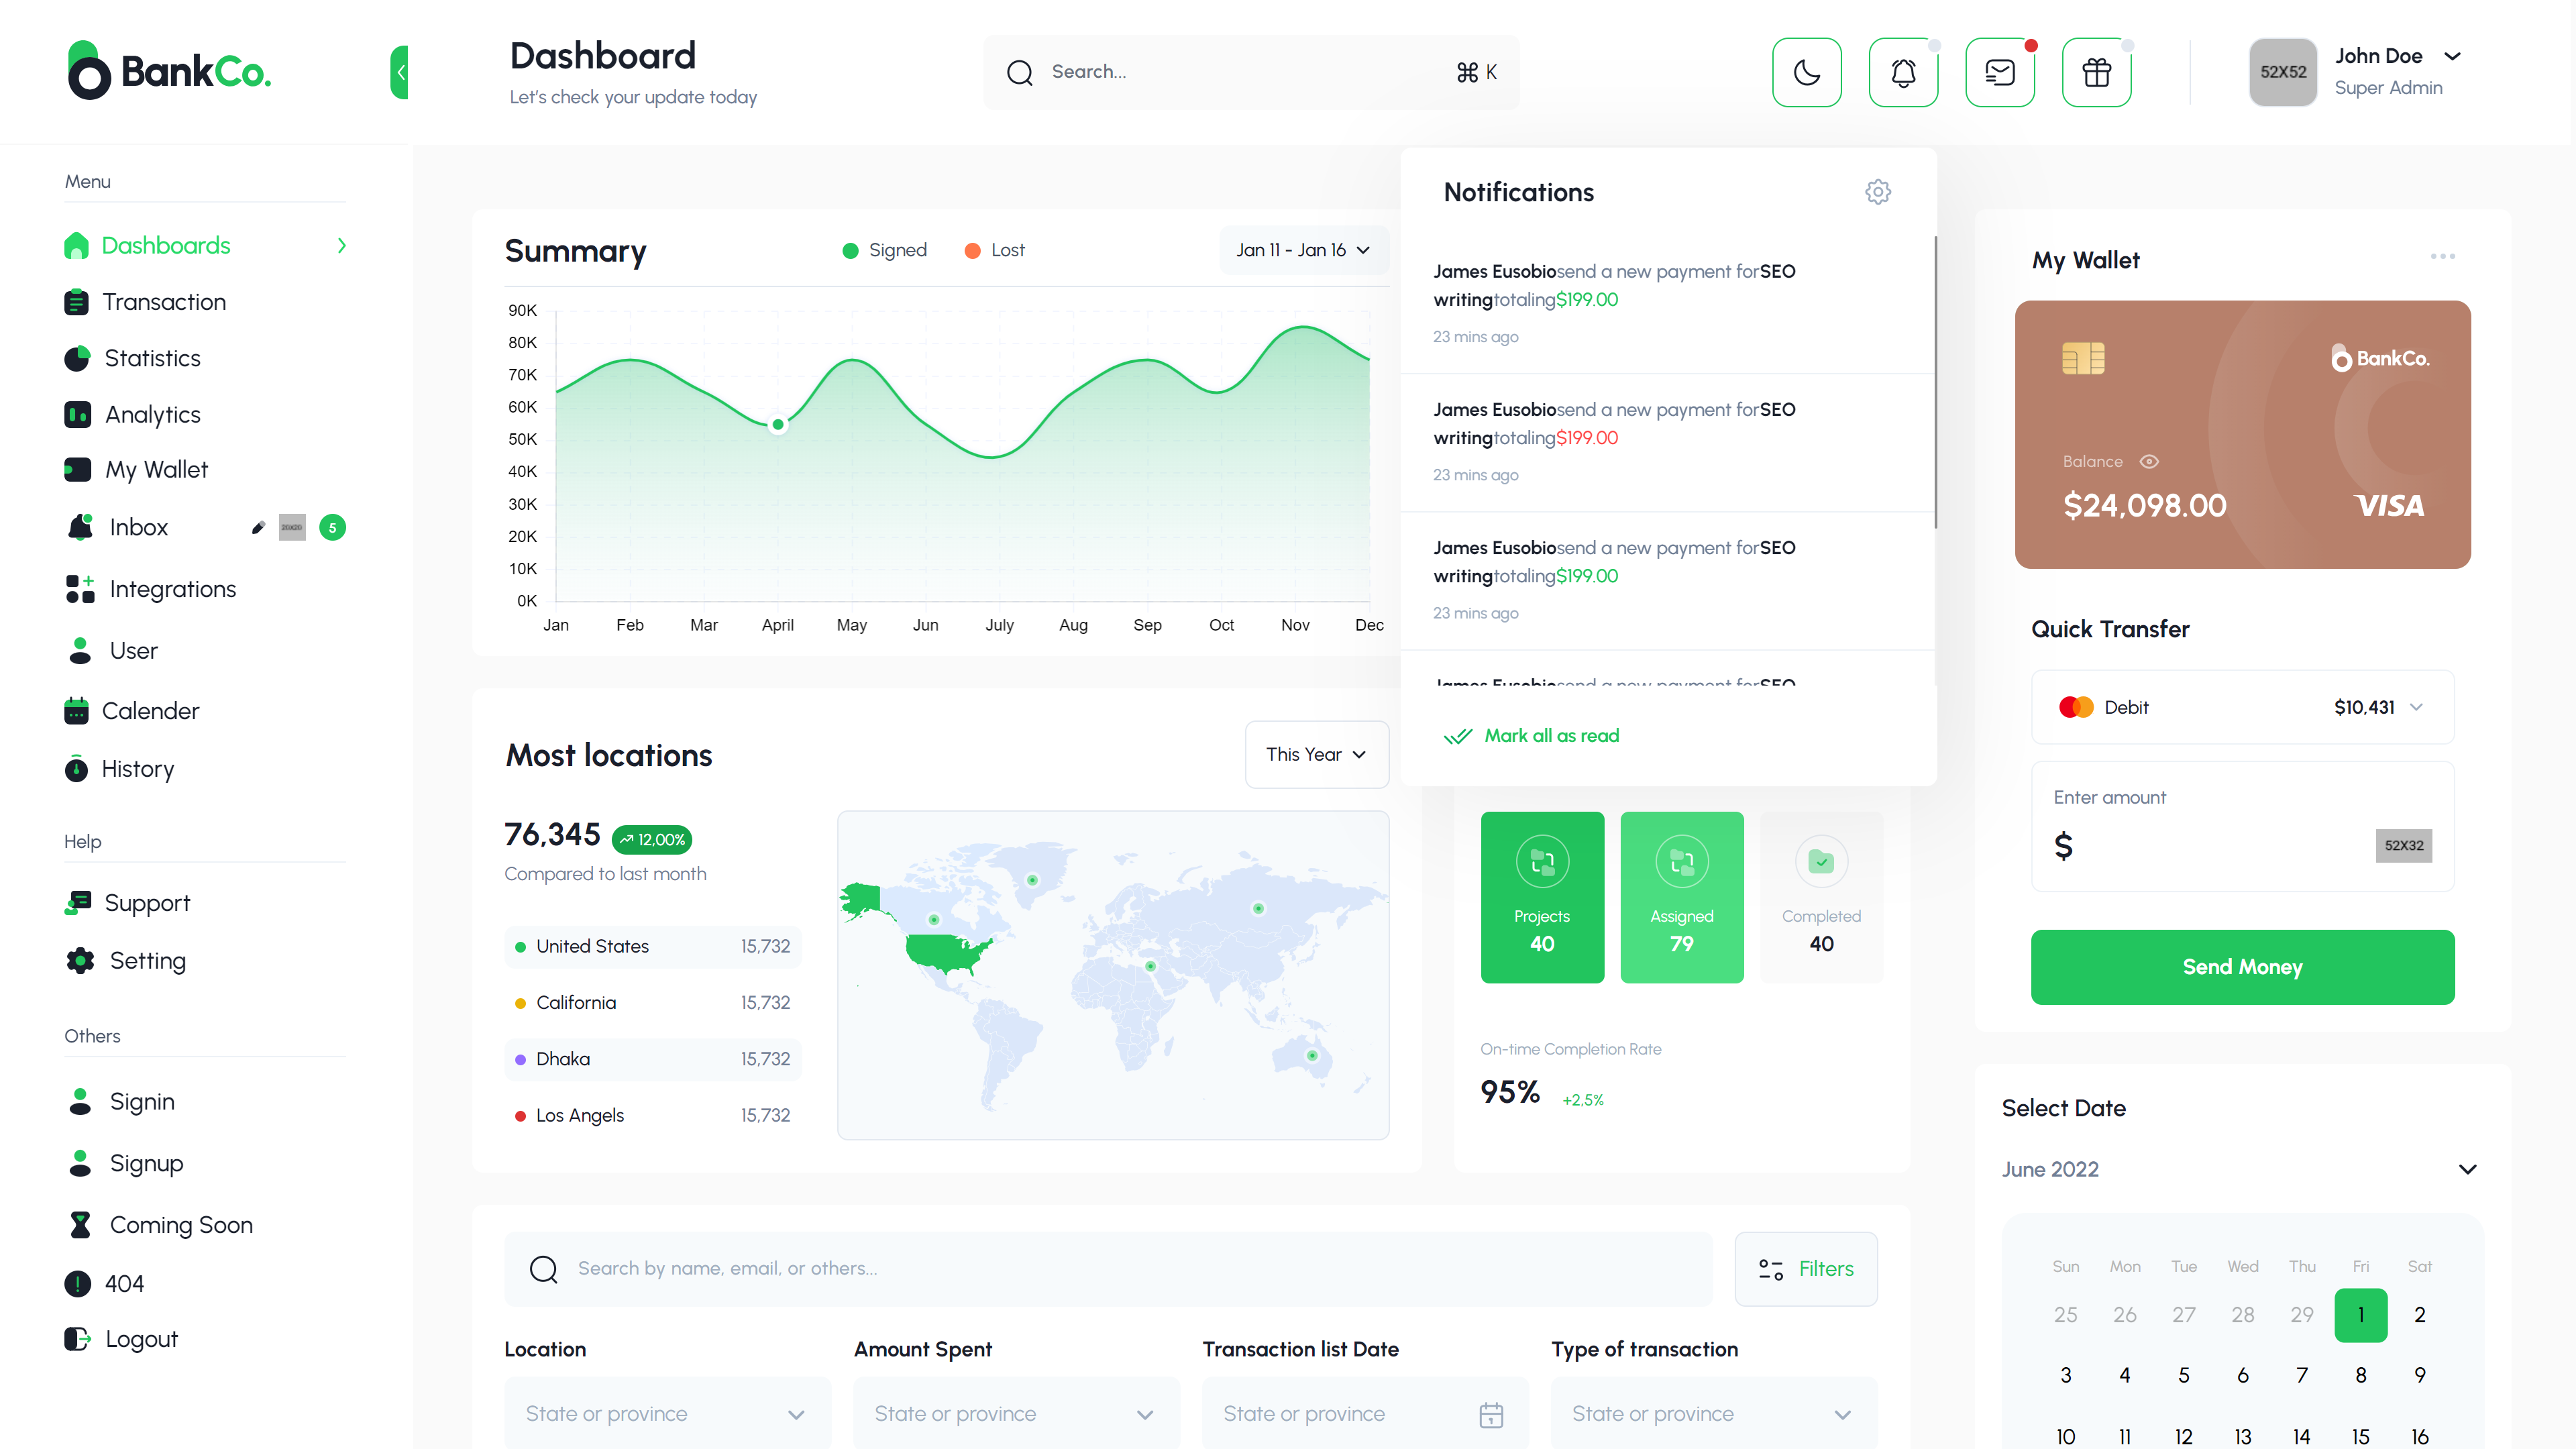 BankCo.
Dashboard
Let's check your update today
Search...
⌘ K
52X52
John Doe
Super Admin
Menu
Dashboards
Transaction
Statistics
Analytics
My Wallet
Inbox
20X20
5
Integrations
User
Calender
History
Help
Support
Setting
Others
Signin
Signup
Coming Soon
404
Logout
Summary
Signed
Lost
Jan 11 - Jan 16
90K
80K
70K
60K
50K
40K
30K
20K
10K
0K
Jan Feb Mar April May Jun July Aug Sep Oct Nov Dec
Notifications
James Eusobiosend a new payment forSEO
writingtotaling$199.00
23 mins ago
James Eusobiosend a new payment forSEO
writingtotaling$199.00
23 mins ago
James Eusobiosend a new payment forSEO
writingtotaling$199.00
23 mins ago
James Eusobiosend a new payment forSEO
Mark all as read
Most locations
This Year
76,345
12,00%
Compared to last month
United States 15,732
California 15,732
Dhaka 15,732
Los Angels 15,732
Projects
40
Assigned
79
Completed
40
On-time Completion Rate
95%
+2,5%
Search by name, email, or others...
Filters
Location
State or province
Amount Spent
State or province
Transaction list Date
State or province
Type of transaction
State or province
My Wallet
BankCo.
Balance
$24,098.00
VISA
Quick Transfer
Debit
$10,431
Enter amount
$
52X32
Send Money
Select Date
June 2022
Sun Mon Tue Wed Thu Fri Sat
25 26 27 28 29 1 2
3 4 5 6 7 8 9
10 11 12 13 14 15 16